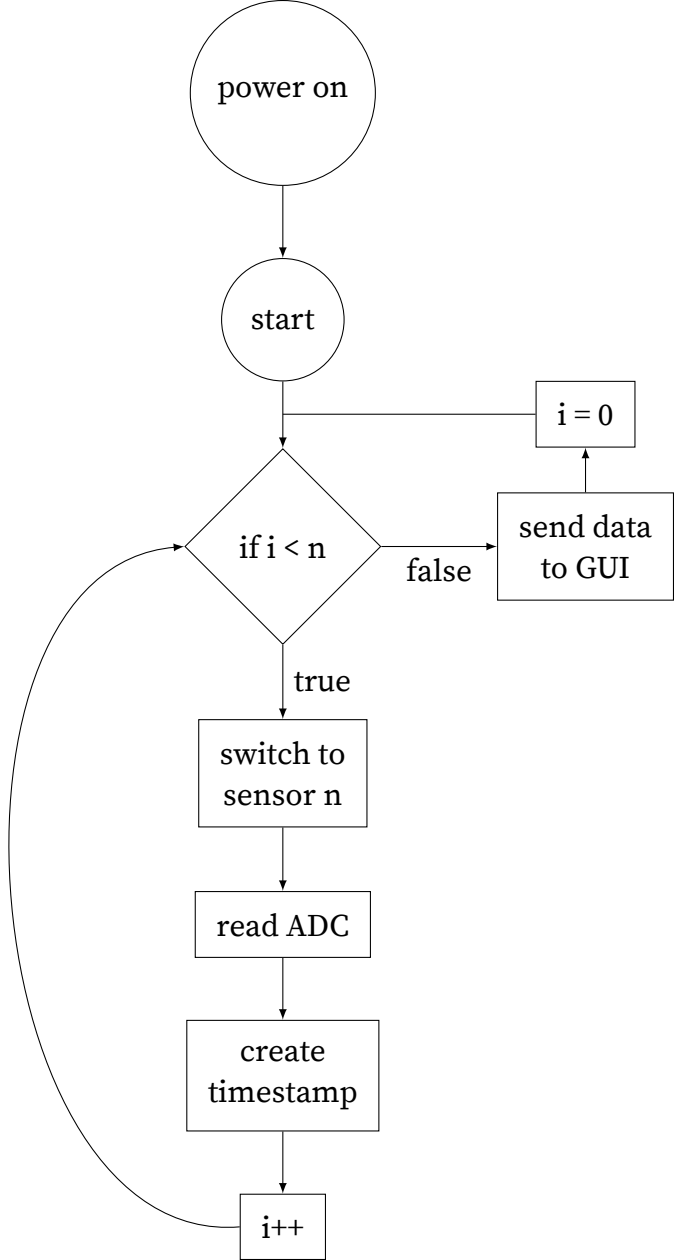 power on
start
i = 0
if i < n
false
send data
to GUI
true
switch to
sensor n
read ADC
create
timestamp
i++